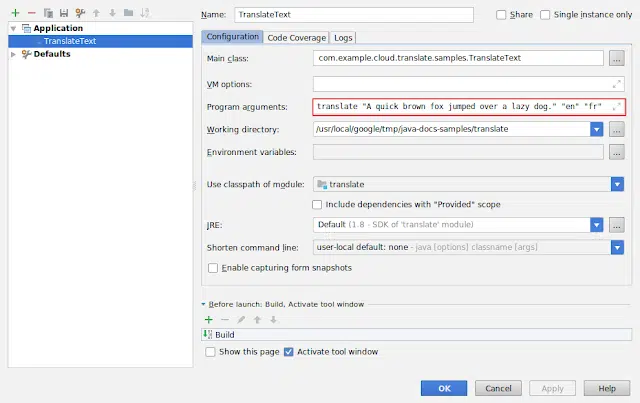 Name: TranslateText Share Single instance only
Application
TranslateText
Defaults
Configuration Code Coverage Logs
Main class: com.example.cloud.translate.samples.TranslateText ...
VM options:
Program arguments: translate "A quick brown fox jumped over a lazy dog." "en" "fr"
Working directory: /usr/local/google/tmp/java-docs-samples/translate ...
Environment variables: ...
Use classpath of module: translate
Include dependencies with "Provided" scope
JRE: Default (1.8 - SDK of 'translate' module) ...
Shorten command line: user-local default: none - java [options] classname [args]
Enable capturing form snapshots
Before launch: Build, Activate tool window
Build
Show this page Activate tool window
OK Cancel Apply Help